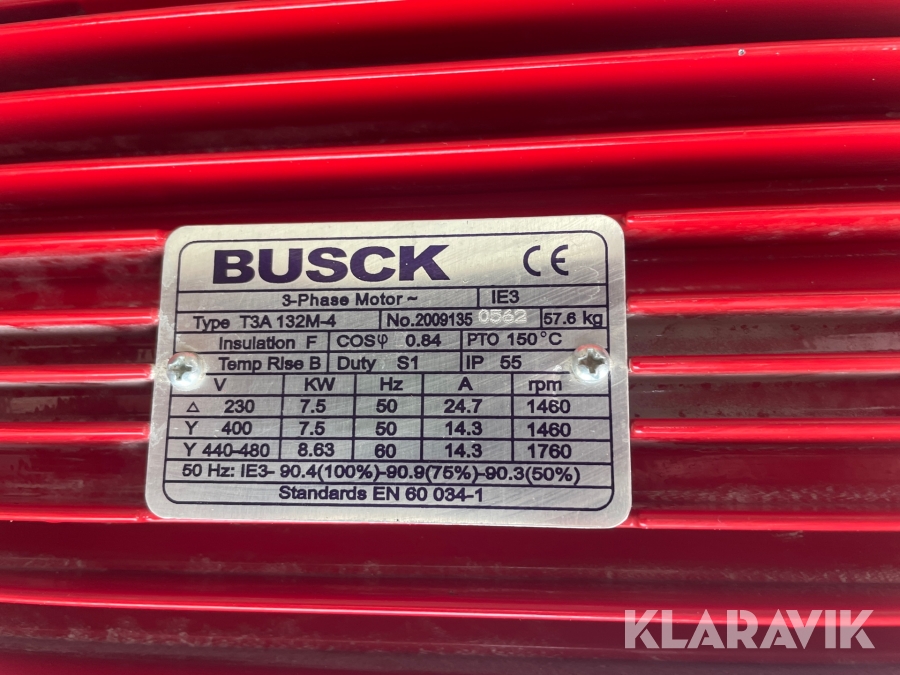 BUSCK CE
3-Phase Motor ~ IE3
Type T3A 132M-4 No.2009135 0562 57.6 kg
Insulation F COSφ 0.84 PTO 150°C
Temp Rise B Duty S1 IP 55
V KW Hz A rpm
△ 230 7.5 50 24.7 1460
Y 400 7.5 50 14.3 1460
Y 440-480 8.63 60 14.3 1760
50 Hz: IE3- 90.4(100%)-90.9(75%)-90.3(50%)
Standards EN 60 034-1
KLARAVIK